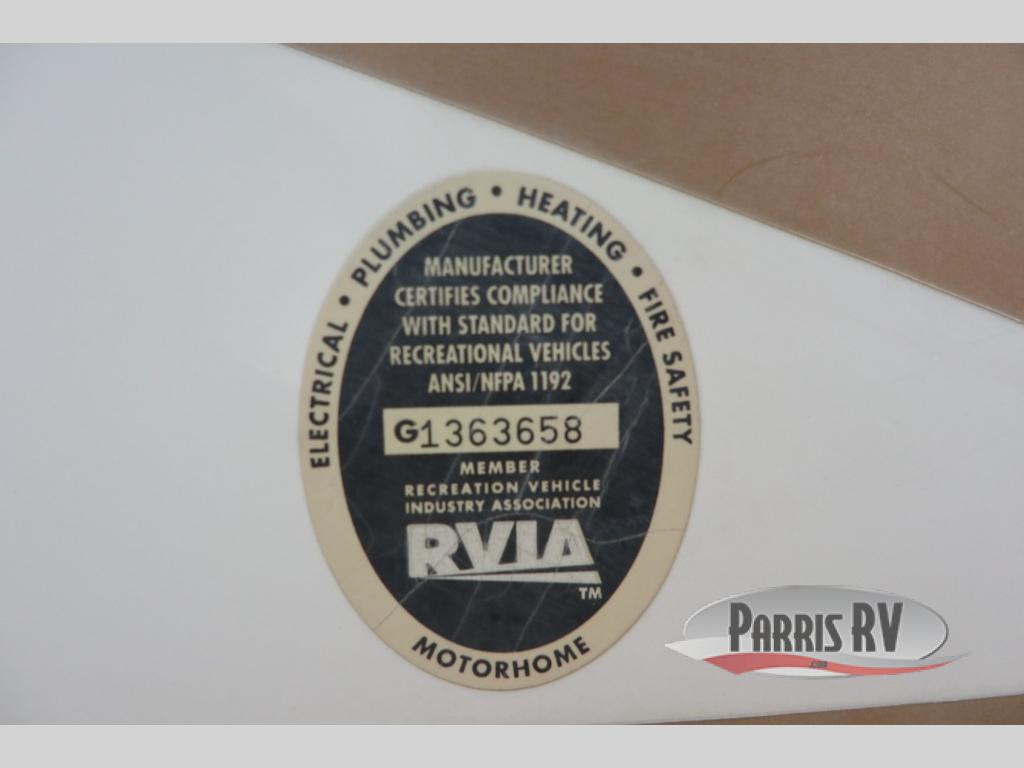 ELECTRICAL • PLUMBING • HEATING • FIRE SAFETY
MANUFACTURER
CERTIFIES COMPLIANCE
WITH STANDARD FOR
RECREATIONAL VEHICLES
ANSI/NFPA 1192
G1363658
MEMBER
RECREATION VEHICLE
INDUSTRY ASSOCIATION
RVIA
TM
MOTORHOME
PARRIS RV
.com